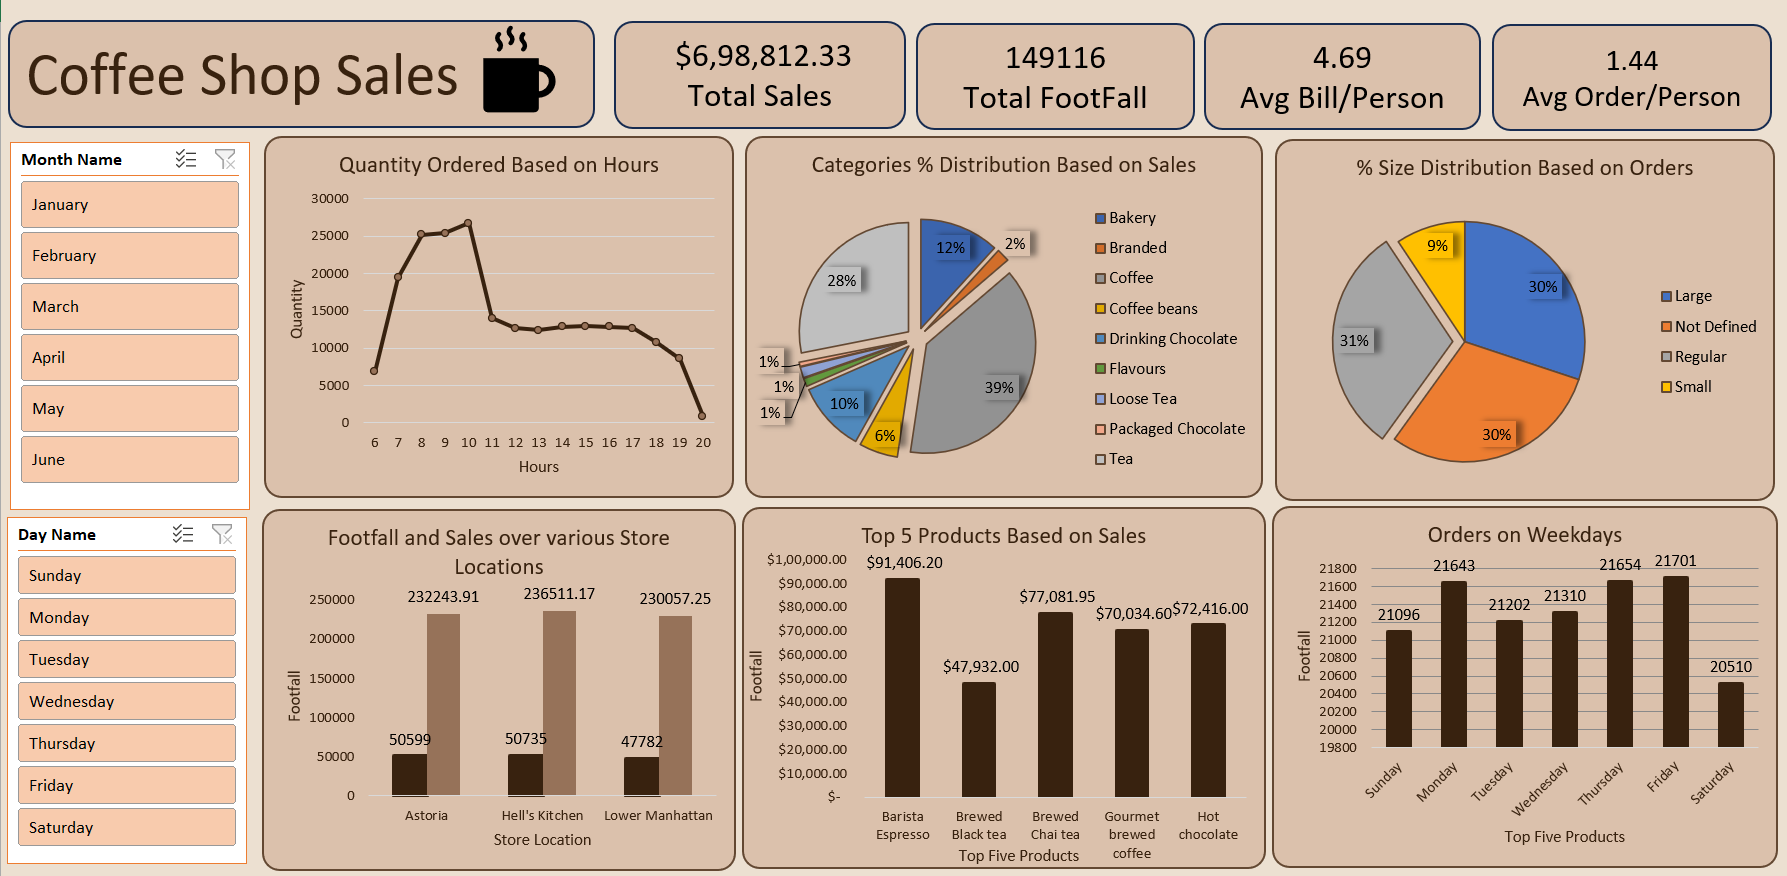 Coffee Shop Sales
$6,98,812.33
Total Sales
149116
Total FootFall
4.69
Avg Bill/Person
1.44
Avg Order/Person
Month Name
January
February
March
April
May
June
Day Name
Sunday
Monday
Tuesday
Wednesday
Thursday
Friday
Saturday
Quantity Ordered Based on Hours
30000
25000
20000
15000
10000
5000
0
Quantity
6 7 8 9 10 11 12 13 14 15 16 17 18 19 20
Hours
Categories % Distribution Based on Sales
12%
2%
28%
1%
1%
1%
10%
6%
39%
Bakery
Branded
Coffee
Coffee beans
Drinking Chocolate
Flavours
Loose Tea
Packaged Chocolate
Tea
% Size Distribution Based on Orders
9%
30%
31%
30%
Large
Not Defined
Regular
Small
Footfall and Sales over various Store
Locations
250000
200000
150000
100000
50000
0
Footfall
232243.91
236511.17
230057.25
50599
50735
47782
Astoria Hell's Kitchen Lower Manhattan
Store Location
Top 5 Products Based on Sales
$1,00,000.00
$90,000.00
$80,000.00
$70,000.00
$60,000.00
$50,000.00
$40,000.00
$30,000.00
$20,000.00
$10,000.00
$-
Footfall
$91,406.20
$47,932.00
$77,081.95
$70,034.60
$72,416.00
Barista
Espresso
Brewed
Black tea
Brewed
Chai tea
Gourmet
brewed
coffee
Hot
chocolate
Top Five Products
Orders on Weekdays
21800
21600
21400
21200
21000
20800
20600
20400
20200
20000
19800
Footfall
21096
21643
21202
21310
21654
21701
20510
Sunday
Monday
Tuesday
Wednesday
Thursday
Friday
Saturday
Top Five Products